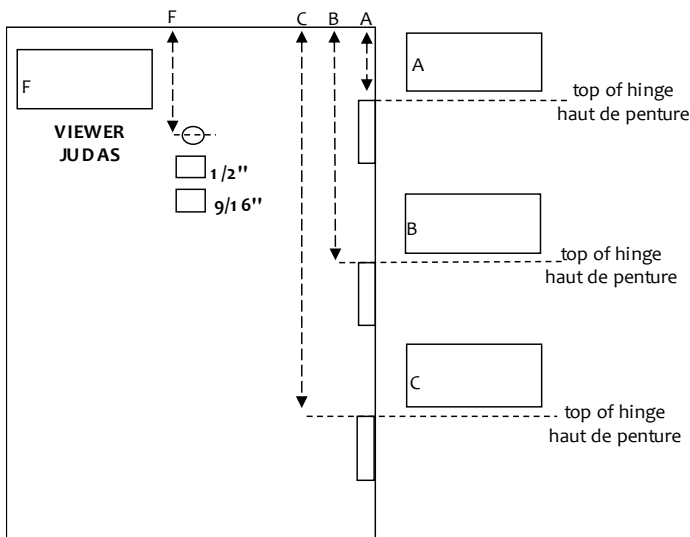 F
C
B
A
F
VIEWER
JUDAS
1/2"
9/16"
A
top of hinge
haut de penture
B
top of hinge
haut de penture
C
top of hinge
haut de penture